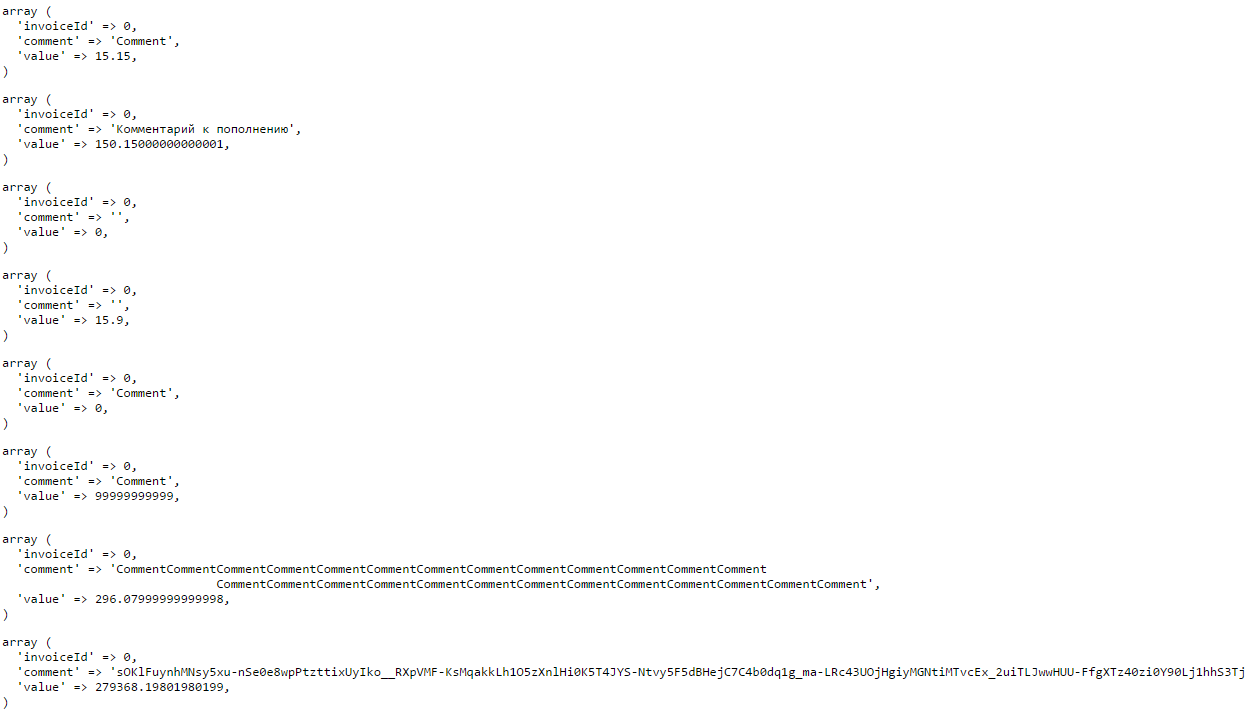 array (
  'invoiceId' => 0,
  'comment' => 'Comment',
  'value' => 15.15,
)
array (
  'invoiceId' => 0,
  'comment' => 'Комментарий к пополнению',
  'value' => 150.15000000000001,
)
array (
  'invoiceId' => 0,
  'comment' => '',
  'value' => 0,
)
array (
  'invoiceId' => 0,
  'comment' => '',
  'value' => 15.9,
)
array (
  'invoiceId' => 0,
  'comment' => 'Comment',
  'value' => 0,
)
array (
  'invoiceId' => 0,
  'comment' => 'Comment',
  'value' => 99999999999,
)
array (
  'invoiceId' => 0,
  'comment' => 'CommentCommentCommentCommentCommentCommentCommentCommentCommentCommentCommentCommentComment
CommentCommentCommentCommentCommentCommentCommentCommentCommentCommentCommentCommentComment',
  'value' => 296.07999999999998,
)
array (
  'invoiceId' => 0,
  'comment' => 'sOKlFuynhMNsy5xu-nSe0e8wpPtzttixUyIko__RXpVMF-KsMqakkLh1O5zXnlHi0K5T4JYS-Ntvy5F5dBHejC7C4b0dq1g_ma-LRc43UOjHgiyMGNtiMTvcEx_2uiTLJwwHUU-FfgXTz40zi0Y90Lj1hhS3Tj
  'value' => 279368.19801980199,
)